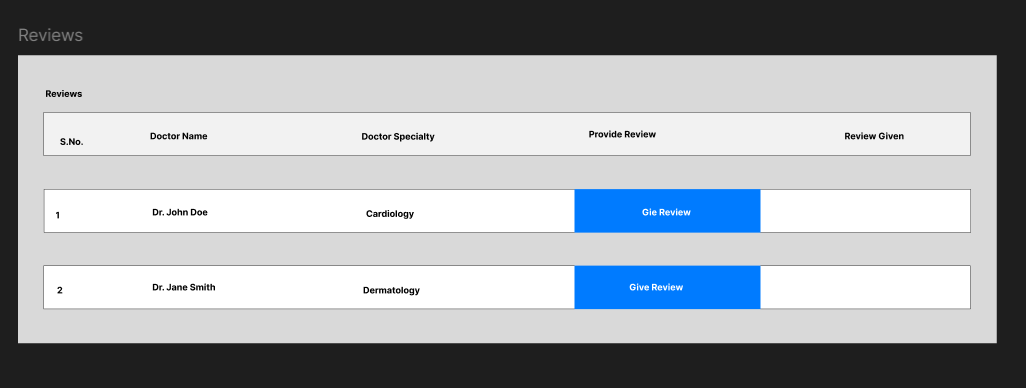 Reviews
Reviews
S.No. Doctor Name Doctor Specialty Provide Review Review Given
1 Dr. John Doe Cardiology Gie Review
2 Dr. Jane Smith Dermatology Give Review